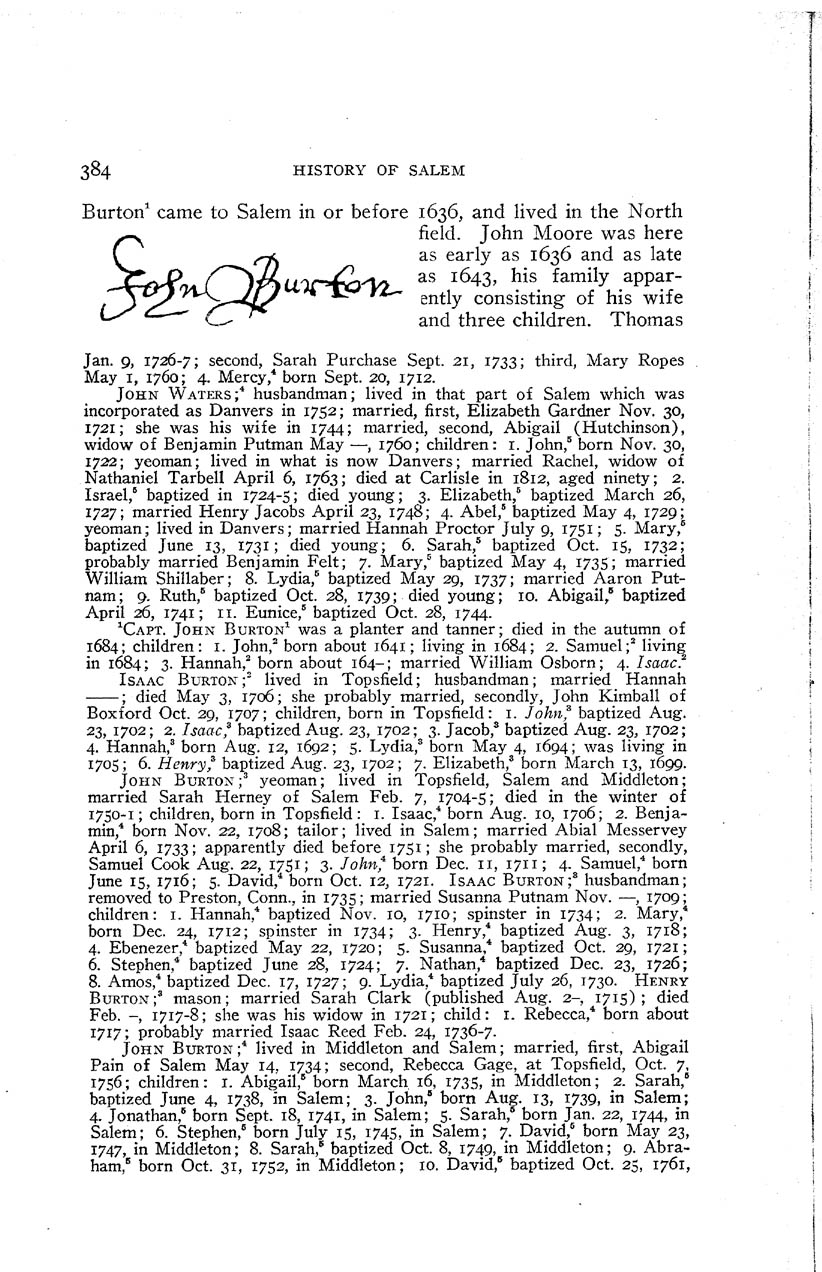 384 HISTORY OF SALEM
Burton¹ came to Salem in or before 1636, and lived in the North
field. John Moore was here
as early as 1636 and as late
as 1643, his family appar-
ently consisting of his wife
and three children. Thomas
John Burton
Jan. 9, 1726-7; second, Sarah Purchase Sept. 21, 1733; third, Mary Ropes
May 1, 1760; 4. Mercy,⁴ born Sept. 20, 1712.
JOHN WATERS;⁴ husbandman; lived in that part of Salem which was
incorporated as Danvers in 1752; married, first, Elizabeth Gardner Nov. 30,
1721; she was his wife in 1744; married, second, Abigail (Hutchinson),
widow of Benjamin Putman May —, 1760; children: 1. John,⁵ born Nov. 30,
1722; yeoman; lived in what is now Danvers; married Rachel, widow of
Nathaniel Tarbell April 6, 1763; died at Carlisle in 1812, aged ninety; 2.
Israel,⁵ baptized in 1724-5; died young; 3. Elizabeth,⁵ baptized March 26,
1727; married Henry Jacobs April 23, 1748; 4. Abel,⁵ baptized May 4, 1729;
yeoman; lived in Danvers; married Hannah Proctor July 9, 1751; 5. Mary,⁵
baptized June 13, 1731; died young; 6. Sarah,⁵ baptized Oct. 15, 1732;
probably married Benjamin Felt; 7. Mary,⁵ baptized May 4, 1735; married
William Shillaber; 8. Lydia,⁵ baptized May 29, 1737; married Aaron Put-
nam; 9. Ruth,⁵ baptized Oct. 28, 1739; died young; 10. Abigail,⁵ baptized
April 26, 1741; 11. Eunice,⁵ baptized Oct. 28, 1744.
¹CAPT. JOHN BURTON¹ was a planter and tanner; died in the autumn of
1684; children: 1. John,² born about 1641; living in 1684; 2. Samuel;² living
in 1684; 3. Hannah,² born about 164-; married William Osborn; 4. Isaac.²
ISAAC BURTON;² lived in Topsfield; husbandman; married Hannah
——; died May 3, 1706; she probably married, secondly, John Kimball of
Boxford Oct. 29, 1707; children, born in Topsfield: 1. John,³ baptized Aug.
23, 1702; 2. Isaac,³ baptized Aug. 23, 1702; 3. Jacob,³ baptized Aug. 23, 1702;
4. Hannah,³ born Aug. 12, 1692; 5. Lydia,³ born May 4, 1694; was living in
1705; 6. Henry,³ baptized Aug. 23, 1702; 7. Elizabeth,³ born March 13, 1699.
JOHN BURTON;³ yeoman; lived in Topsfield, Salem and Middleton;
married Sarah Herney of Salem Feb. 7, 1704-5; died in the winter of
1750-1; children, born in Topsfield: 1. Isaac,⁴ born Aug. 10, 1706; 2. Benja-
min,⁴ born Nov. 22, 1708; tailor; lived in Salem; married Abial Messervey
April 6, 1733; apparently died before 1751; she probably married, secondly,
Samuel Cook Aug. 22, 1751; 3. John,⁴ born Dec. 11, 1711; 4. Samuel,⁴ born
June 15, 1716; 5. David,⁴ born Oct. 12, 1721. ISAAC BURTON;³ husbandman;
removed to Preston, Conn., in 1735; married Susanna Putnam Nov. —, 1709;
children: 1. Hannah,⁴ baptized Nov. 10, 1710; spinster in 1734; 2. Mary,⁴
born Dec. 24, 1712; spinster in 1734; 3. Henry,⁴ baptized Aug. 3, 1718;
4. Ebenezer,⁴ baptized May 22, 1720; 5. Susanna,⁴ baptized Oct. 29, 1721;
6. Stephen,⁴ baptized June 28, 1724; 7. Nathan,⁴ baptized Dec. 23, 1726;
8. Amos,⁴ baptized Dec. 17, 1727; 9. Lydia,⁴ baptized July 26, 1730. HENRY
BURTON;³ mason; married Sarah Clark (published Aug. 2-, 1715); died
Feb. -, 1717-8; she was his widow in 1721; child: 1. Rebecca,⁴ born about
1717; probably married Isaac Reed Feb. 24, 1736-7.
JOHN BURTON;⁴ lived in Middleton and Salem; married, first, Abigail
Pain of Salem May 14, 1734; second, Rebecca Gage, at Topsfield, Oct. 7,
1756; children: 1. Abigail,⁵ born March 16, 1735, in Middleton; 2. Sarah,⁵
baptized June 4, 1738, in Salem; 3. John,⁵ born Aug. 13, 1739, in Salem;
4. Jonathan,⁵ born Sept. 18, 1741, in Salem; 5. Sarah,⁵ born Jan. 22, 1744, in
Salem; 6. Stephen,⁵ born July 15, 1745, in Salem; 7. David,⁵ born May 23,
1747, in Middleton; 8. Sarah,⁵ baptized Oct. 8, 1749, in Middleton; 9. Abra-
ham,⁵ born Oct. 31, 1752, in Middleton; 10. David,⁵ baptized Oct. 25, 1761,